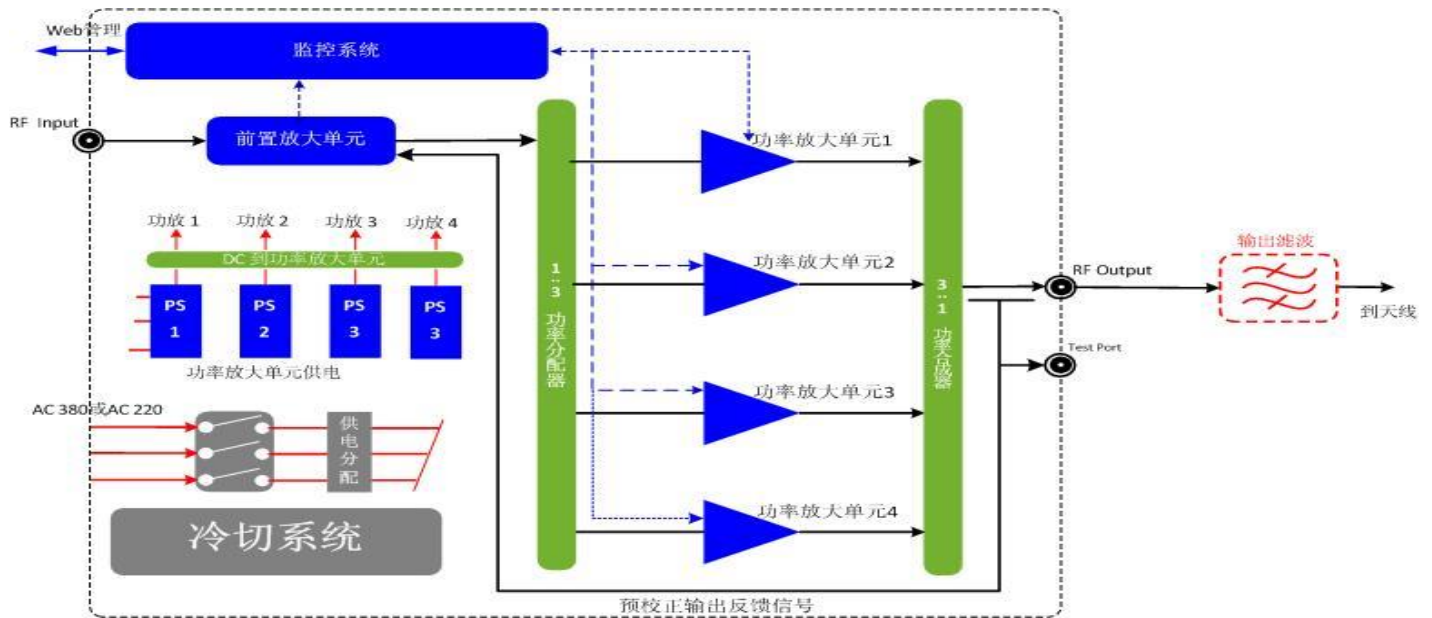 Web管理
监控系统
RF Input
前置放大单元
功率放大单元1
功放 1
功放 2
功放 3
功放 4
DC 到功率放大单元
功率放大单元2
输出滤波
RF Output
1:3 功率分配器
3:1 功率合成器
PS 1
PS 2
PS 3
PS 3
到天线
Test Port
功率放大单元供电
功率放大单元3
AC 380或AC 220
供电分配
功率放大单元4
冷切系统
预校正输出反馈信号